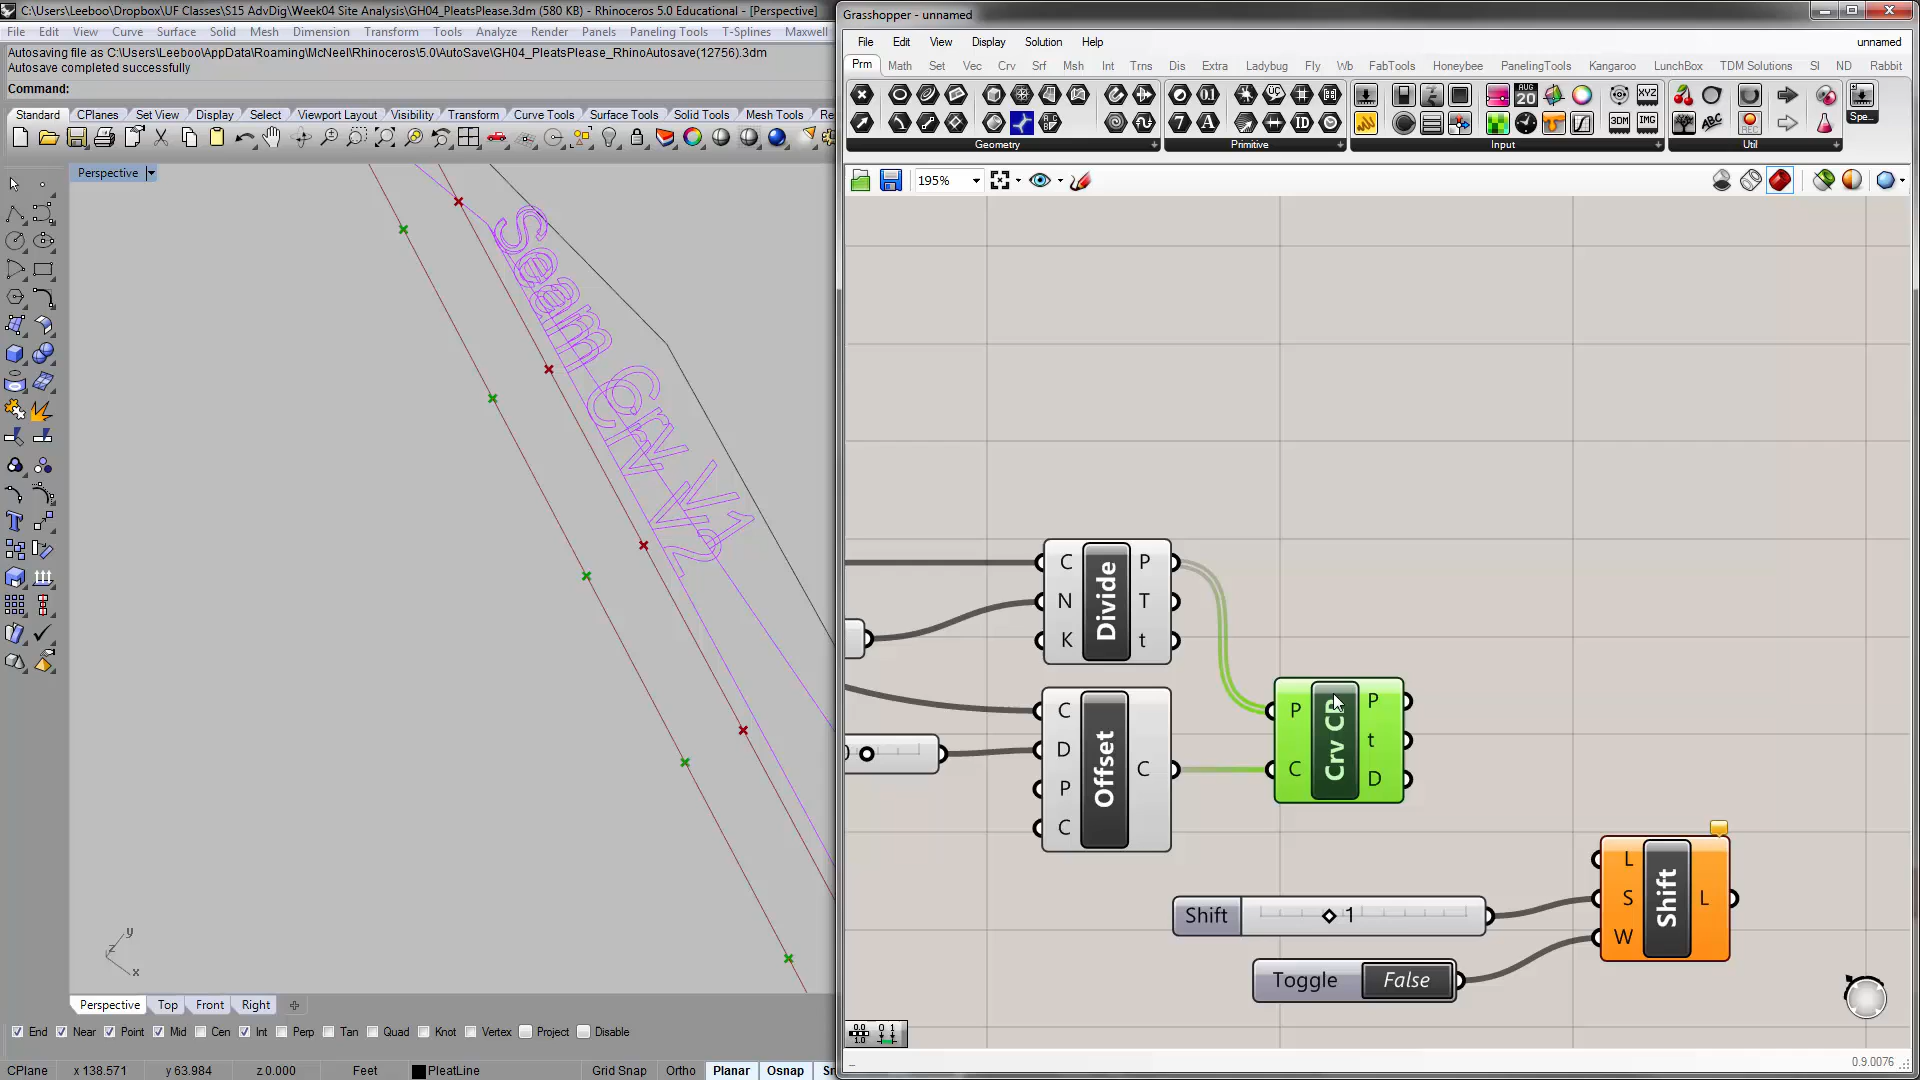 C:\Users\Leeboo\Dropbox\UF Classes\S15 AdvDig\Week04 Site Analysis\GH04_PleatsPlease.3dm (580 KB) - Rhinoceros 5.0 Educational - [Perspective]
File Edit View Curve Surface Solid Mesh Dimension Transform Tools Analyze Render Panels Paneling Tools T-Splines Maxwell
Autosaving file as C:\Users\Leeboo\AppData\Roaming\McNeel\Rhinoceros\5.0\AutoSave\GH04_PleatsPlease_RhinoAutosave(12756).3dm
Autosave completed successfully
Command:
Standard CPlanes Set View Display Select Viewport Layout Visibility Transform Curve Tools Surface Tools Solid Tools Mesh Tools Re
Perspective
Seam Crv V1
Seam Crv V2
z y x
Perspective Top Front Right
End Near Point Mid Cen Int Perp Tan Quad Knot Vertex Project Disable
CPlane x 138.571 y 63.984 z 0.000 Feet PleatLine Grid Snap Ortho Planar Osnap Sn
Grasshopper - unnamed
File Edit View Display Solution Help unnamed
Prm Math Set Vec Crv Srf Msh Int Trns Dis Extra Ladybug Fly Wb FabTools Honeybee PanelingTools Kangaroo LunchBox TDM Solutions SI ND Rabbit
Geometry Primitive Input Util
Spe...
195%
C N K Divide P T t
C D P C Offset C
P C Crv CP P t D
Shift 1
Toggle False
L S W Shift L
0.9.0076